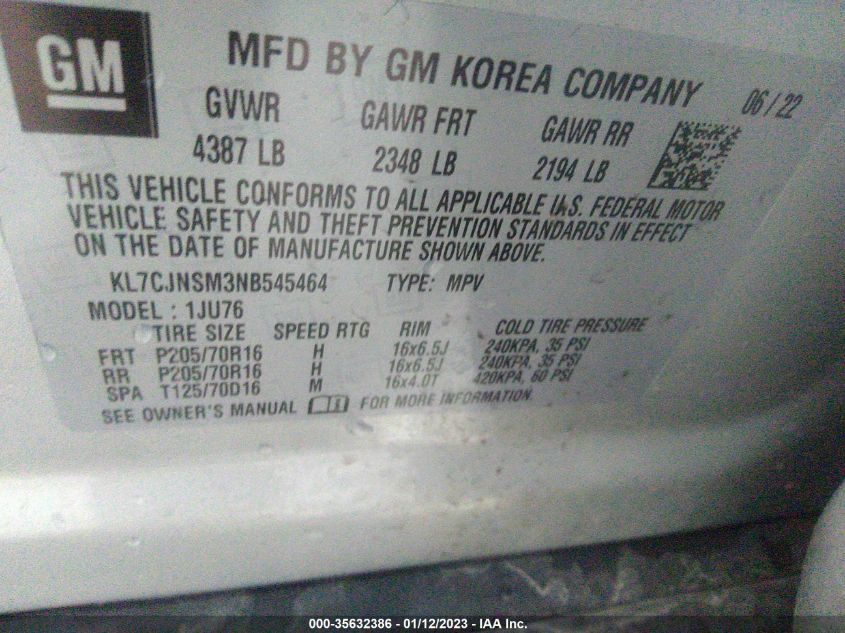 GM
MFD BY GM KOREA COMPANY 06/22
GVWR GAWR FRT GAWR RR
4387 LB 2348 LB 2194 LB
THIS VEHICLE CONFORMS TO ALL APPLICABLE U.S. FEDERAL MOTOR
VEHICLE SAFETY AND THEFT PREVENTION STANDARDS IN EFFECT
ON THE DATE OF MANUFACTURE SHOWN ABOVE.
KL7CJNSM3NB545464 TYPE: MPV
MODEL : 1JU76
TIRE SIZE SPEED RTG RIM COLD TIRE PRESSURE
FRT P205/70R16 H 16x6.5J 240KPA, 35 PSI
RR P205/70R16 H 16x6.5J 240KPA, 35 PSI
SPA T125/70D16 M 16x4.0T 420KPA, 60 PSI
SEE OWNER'S MANUAL FOR MORE INFORMATION.
000-35632386 - 01/12/2023 - IAA Inc.